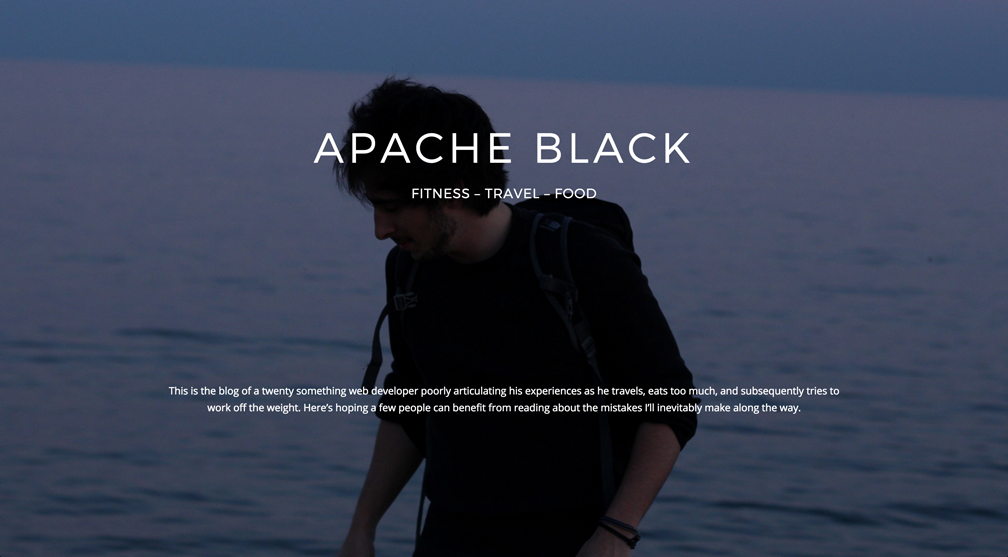 APACHE BLACK
FITNESS – TRAVEL – FOOD
This is the blog of a twenty something web developer poorly articulating his experiences as he travels, eats too much, and subsequently tries to
work off the weight. Here's hoping a few people can benefit from reading about the mistakes I'll inevitably make along the way.